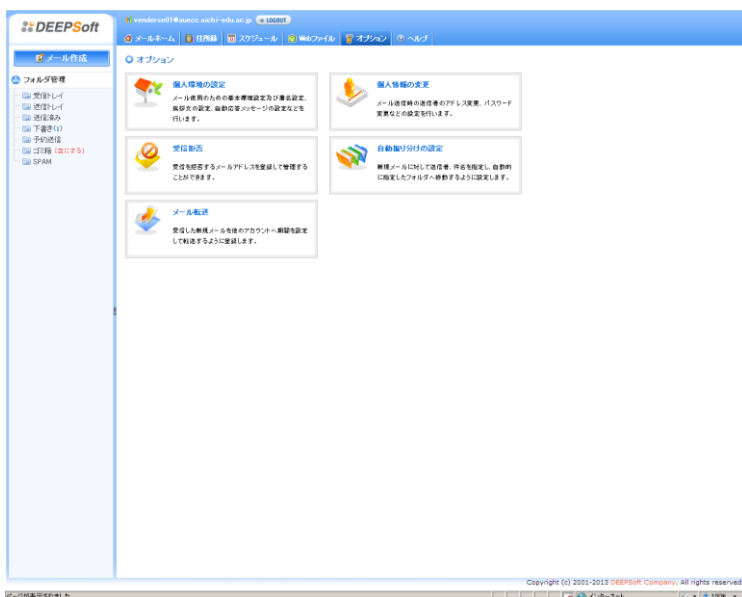 DEEPSoft
venderse01@auecc.aichi-edu.ac.jp LOGOUT
メールホーム 住所録 スケジュール Webファイル オプション ヘルプ
メール作成
オプション
フォルダ管理
受信トレイ
送信トレイ
送信済み
下書き(1)
予約送信
ゴミ箱 (空にする)
SPAM
個人環境の設定
メール使用のための基本環境設定及び署名設定、
挨拶文の設定、自動応答メッセージの設定などを
行います。
個人情報の変更
メール送信時の送信者のアドレス変更、パスワード
変更などの設定を行います。
受信拒否
受信を拒否するメールアドレスを登録して管理する
ことができます。
自動振り分けの設定
新規メールに対して送信者、件名を指定し、自動的
に指定したフォルダへ移動するように設定します。
メール転送
受信した新規メールを他のアカウントへ期間を設定
して転送するように登録します。
Copyright (c) 2001-2013 DEEPSoft Company. All rights reserved
ページが表示されました
インターネット
100%